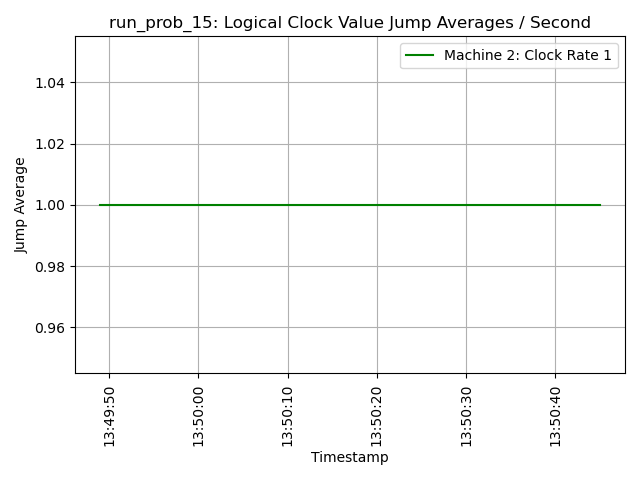 run_prob_15: Logical Clock Value Jump Averages / Second
Machine 2: Clock Rate 1
Jump Average
1.04
1.02
1.00
0.98
0.96
13:49:50
13:50:00
13:50:10
13:50:20
13:50:30
13:50:40
Timestamp